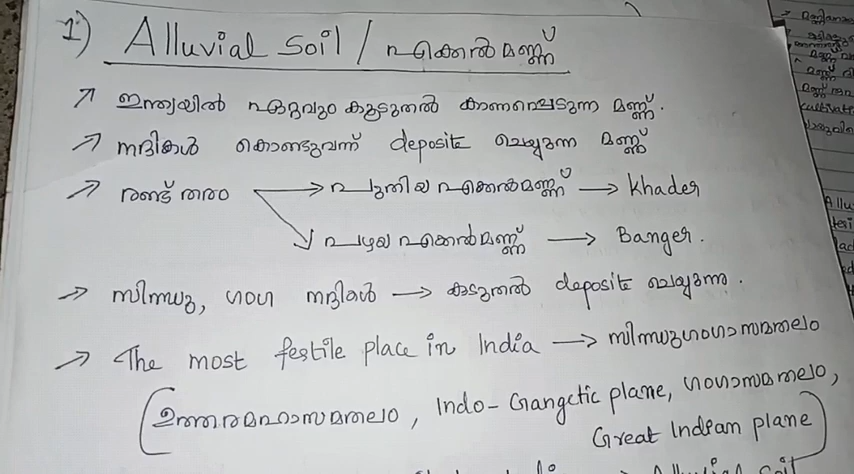 1) Alluvial Soil / എക്കൽമണ്ണ്
→ ഇന്ത്യയിൽ ഏറ്റവും കൂടുതൽ കാണപ്പെടുന്ന മണ്ണ്.
→ നദികൾ കൊണ്ടുവന്ന് deposite ചെയ്യുന്ന മണ്ണ്
→ രണ്ട് തരം → പുതിയ എക്കൽമണ്ണ് → Khader
→ പഴയ എക്കൽമണ്ണ് → Banger.
→ സിന്ധു, ഗംഗ നദികൾ → കൂടുതൽ deposite ചെയ്യുന്നു.
→ The most festile place in India → സിന്ധുഗംഗാസമതലം
(ഉത്തരമഹാസമതലം, Indo-Gangetic plane, ഗംഗാസമതലം,
Great Indian plane)